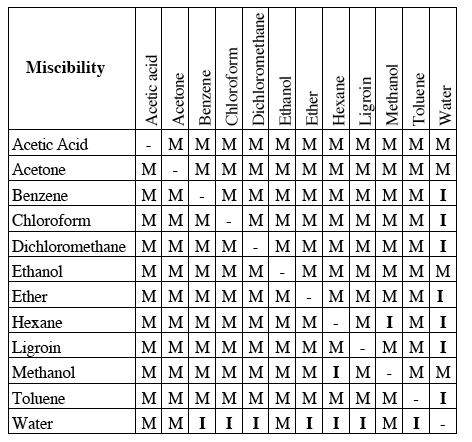 Miscibility Acetic acid Acetone Benzene Chloroform Dichloromethane Ethanol Ether Hexane Ligroin Methanol Toluene Water
Acetic Acid - M M M M M M M M M M M
Acetone M - M M M M M M M M M M
Benzene M M - M M M M M M M M I
Chloroform M M M - M M M M M M M I
Dichloromethane M M M M - M M M M M M I
Ethanol M M M M M - M M M M M M
Ether M M M M M M - M M M M I
Hexane M M M M M M M - M I M I
Ligroin M M M M M M M M - M M I
Methanol M M M M M M M I M - M M
Toluene M M M M M M M M M M - I
Water M M I I I M I I I M I -